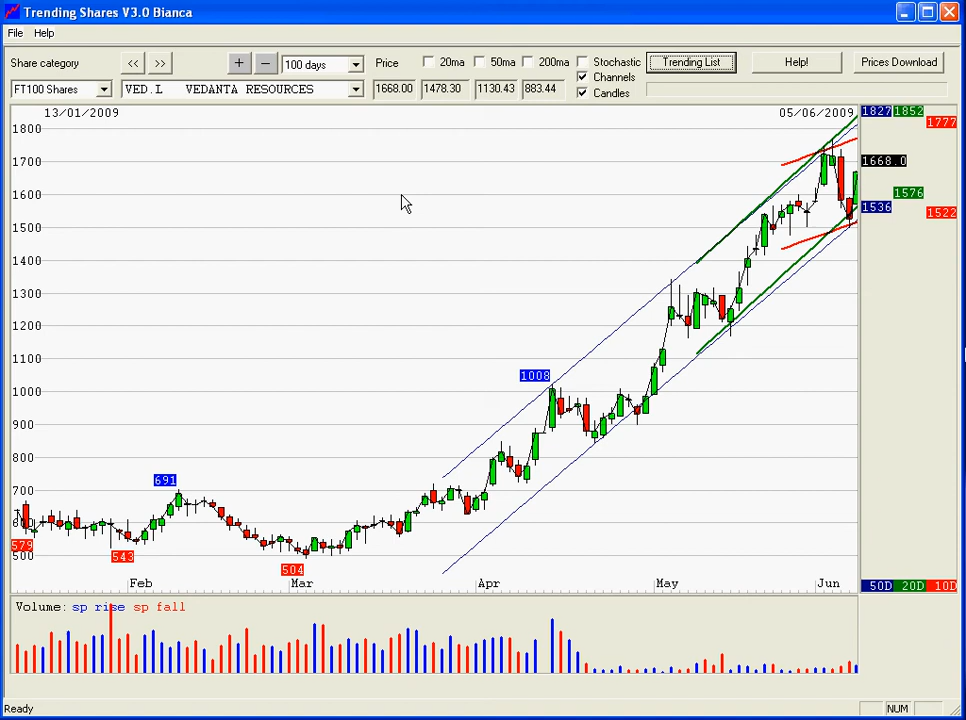 Trending Shares V3.0 Bianca
File Help
Share category << >> + − 100 days Price 20ma 50ma 200ma Stochastic Trending List Help! Prices Download
Channels
FT100 Shares VED.L VEDANTA RESOURCES 1668.00 1478.30 1130.43 883.44 Candles
13/01/2009 05/06/2009 1827 1852
1777
1800
1700 1668.0
1600 1576
1536
1522
1500
1400
1300
1200
1100
1008
1000
900
800
700
691
600
579
543
500
504
Feb Mar Apr May Jun 50D 20D 10D
Volume: sp rise sp fall
Ready NUM